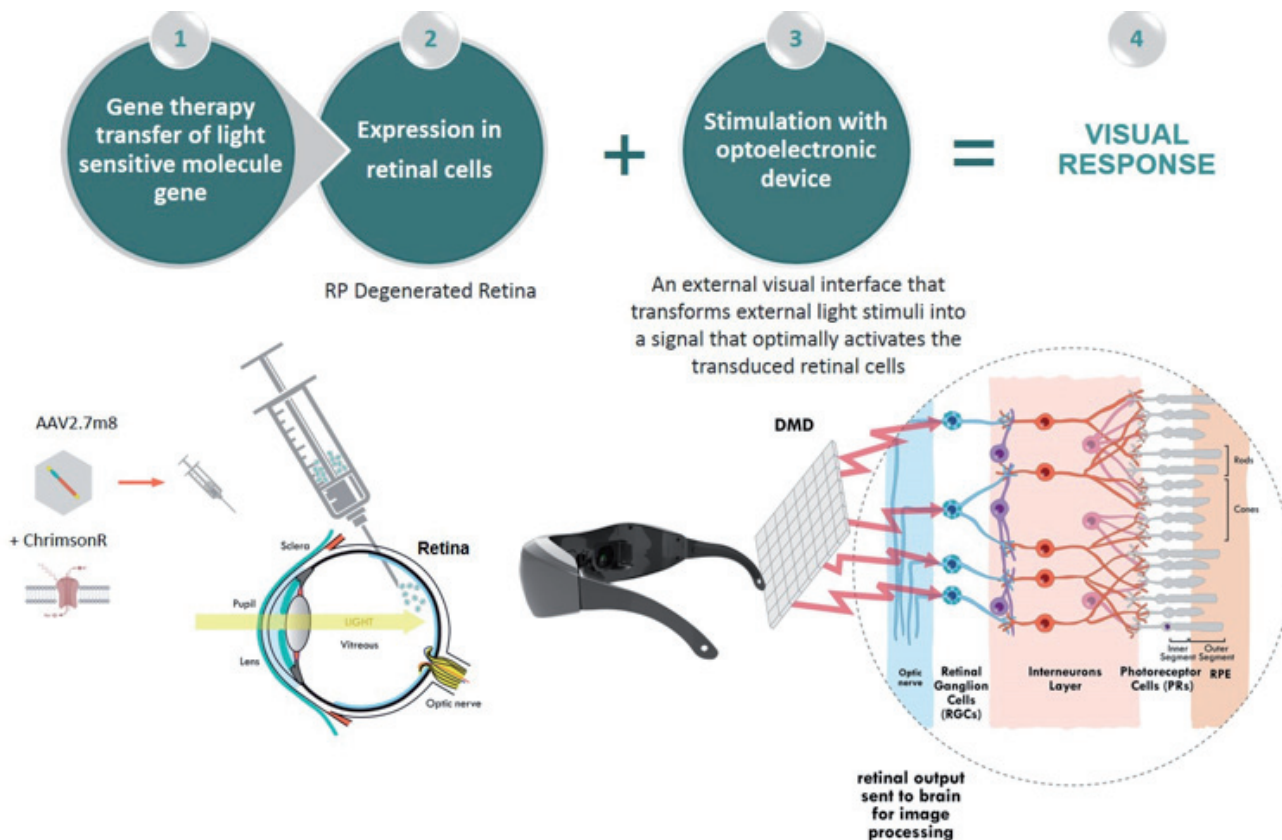 1
Gene therapy
transfer of light
sensitive molecule
gene
2
Expression in
retinal cells
+
3
Stimulation with
optoelectronic
device
=
4
VISUAL
RESPONSE
RP Degenerated Retina
An external visual interface that
transforms external light stimuli into
a signal that optimally activates the
transduced retinal cells
AAV2.7m8
+ ChrimsonR
Sclera
Retina
Pupil
LIGHT
Vitreous
Lens
Optic nerve
DMD
Rods
Cones
Inner
Segment
Outer
Segment
Optic
nerve
Retinal
Ganglion
Cells
(RGCs)
Interneurons
Layer
Photoreceptor
Cells (PRs)
RPE
retinal output
sent to brain
for image
processing